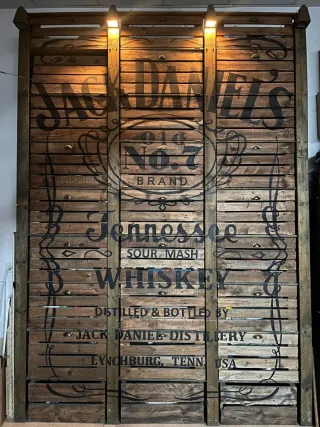 JACK DANIEL'S
OLD
No. 7
BRAND
Tennessee
SOUR MASH
WHISKEY
DISTILLED & BOTTLED BY
JACK DANIEL DISTILLERY
LYNCHBURG, TENN. USA